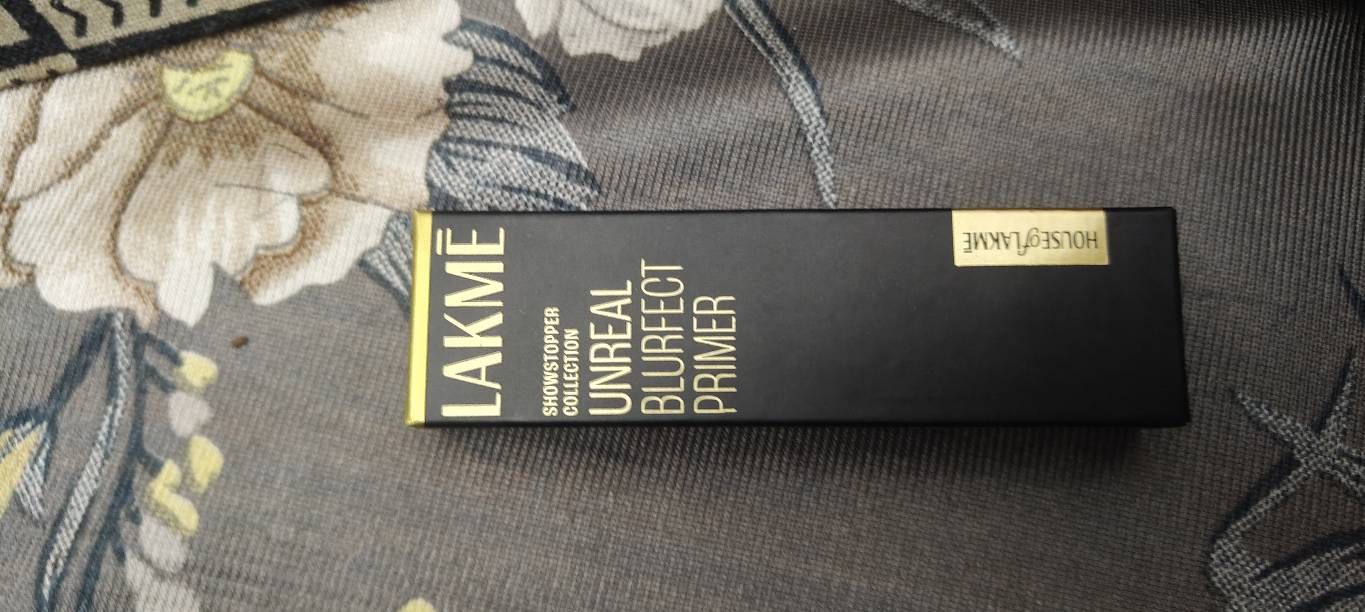 LAKMĒ
SHOWSTOPPER
COLLECTION
UNREAL
BLURFECT
PRIMER
HOUSE of LAKMĒ